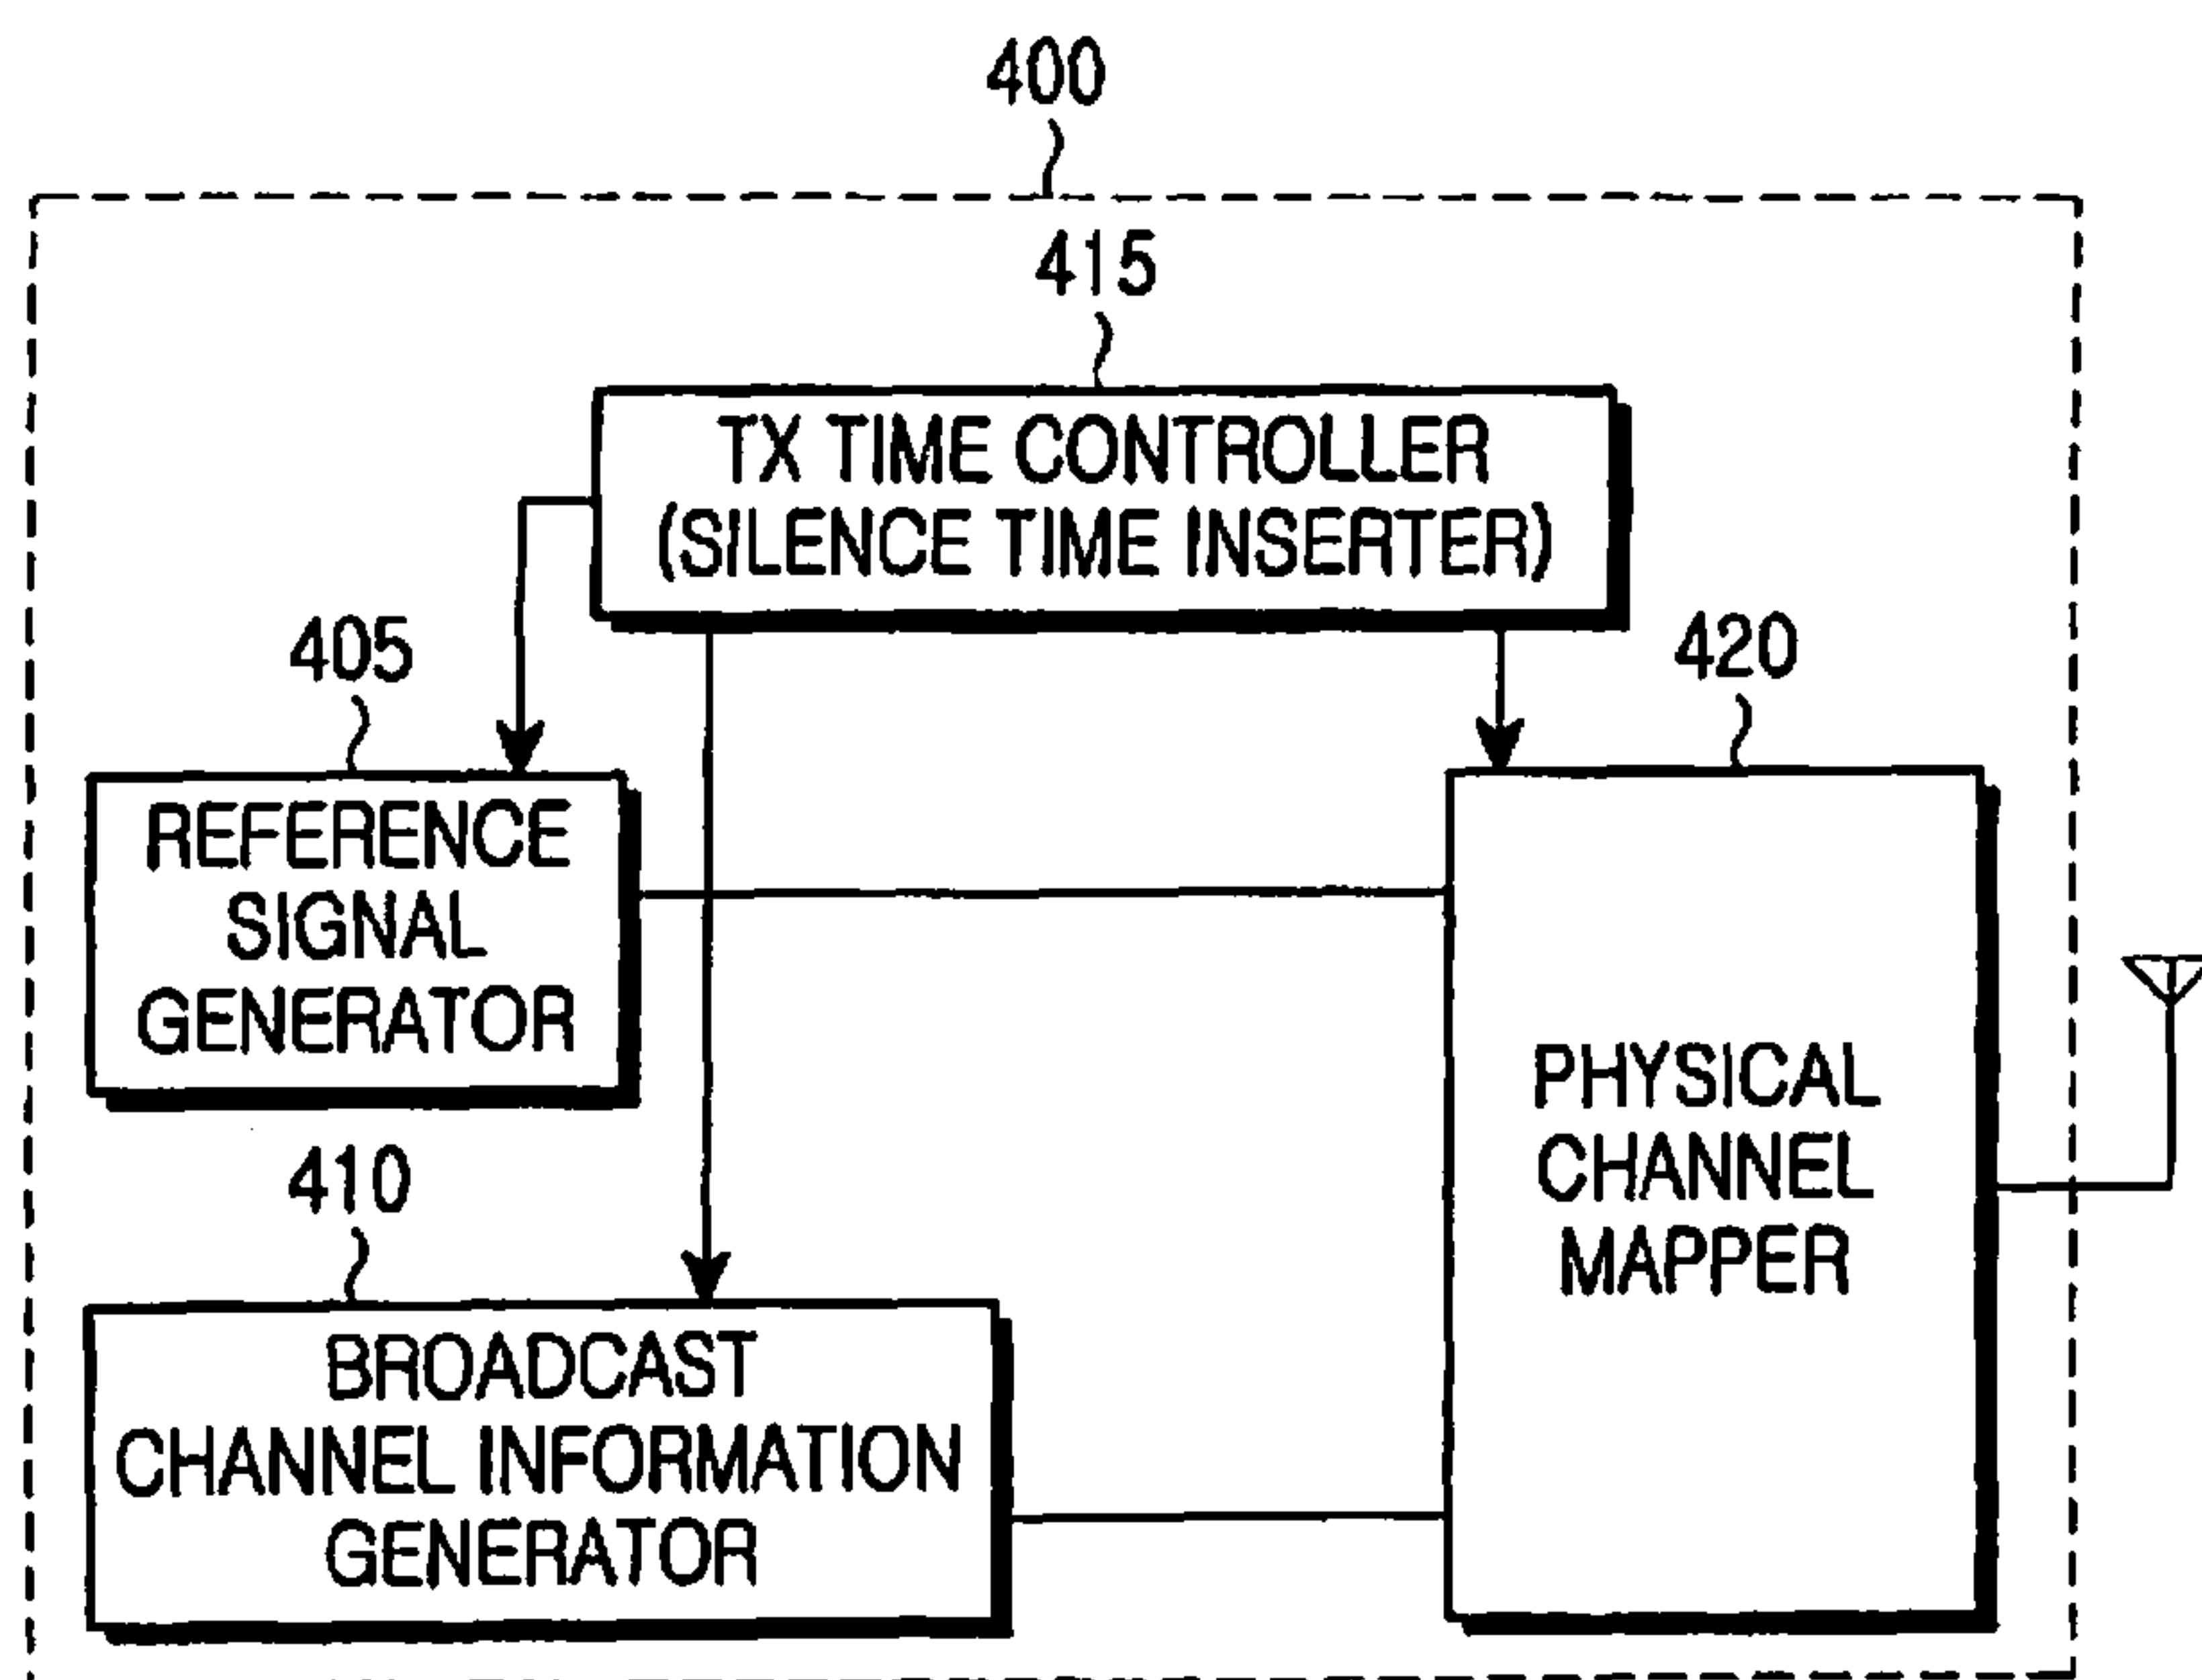 400
415
TX TIME CONTROLLER
(SILENCE TIME INSERTER)
405
420
REFERENCE
SIGNAL
GENERATOR
PHYSICAL
CHANNEL
MAPPER
410
BROADCAST
CHANNEL INFORMATION
GENERATOR